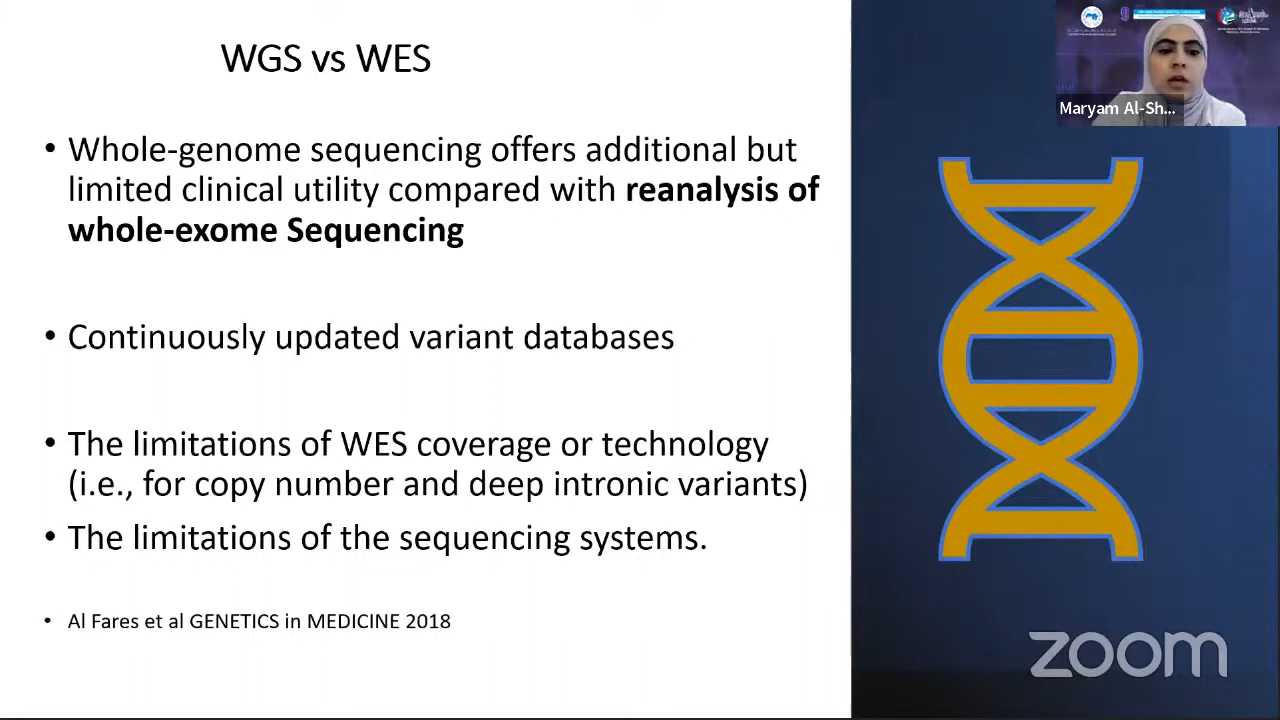 WGS vs WES
• Whole-genome sequencing offers additional but
limited clinical utility compared with reanalysis of
whole-exome Sequencing
• Continuously updated variant databases
• The limitations of WES coverage or technology
(i.e., for copy number and deep intronic variants)
• The limitations of the sequencing systems.
• Al Fares et al GENETICS in MEDICINE 2018
Maryam Al-Sh...
zoom